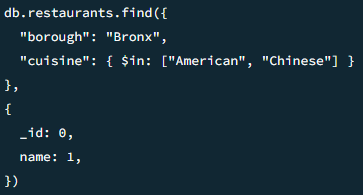 db.restaurants.find({
"borough": "Bronx",
"cuisine": { $in: ["American", "Chinese"] }
},
{
_id: 0,
name: 1,
})